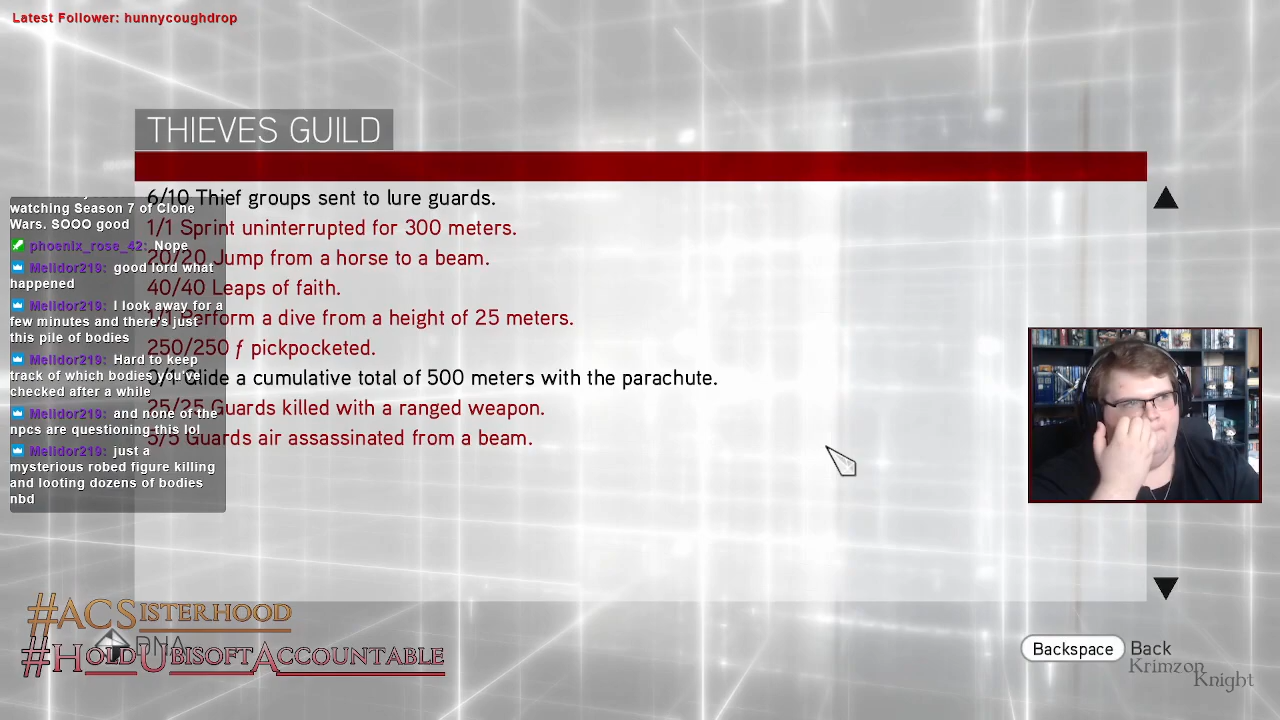 Latest Follower: hunnycoughdrop
THIEVES GUILD
6/10 Thief groups sent to lure guards.
1/1 Sprint uninterrupted for 300 meters.
20/20 Jump from a horse to a beam.
40/40 Leaps of faith.
1/1 Perform a dive from a height of 25 meters.
250/250 ƒ pickpocketed.
Glide a cumulative total of 500 meters with the parachute.
25/25 Guards killed with a ranged weapon.
5/5 Guards air assassinated from a beam.
watching Season 7 of Clone
Wars. SOOO good
phoenix_rose_42: Nope
Melidor219: good lord what
happened
Melidor219: I look away for a
few minutes and there's just
this pile of bodies
Melidor219: Hard to keep
track of which bodies you've
checked after a while
Melidor219: and none of the
npcs are questioning this lol
Melidor219: just a
mysterious robed figure killing
and looting dozens of bodies
nbd
#ACSISTERHOOD
DNA
#HOLDUBISOFTACCOUNTABLE
Backspace Back
Krimzon
Knight